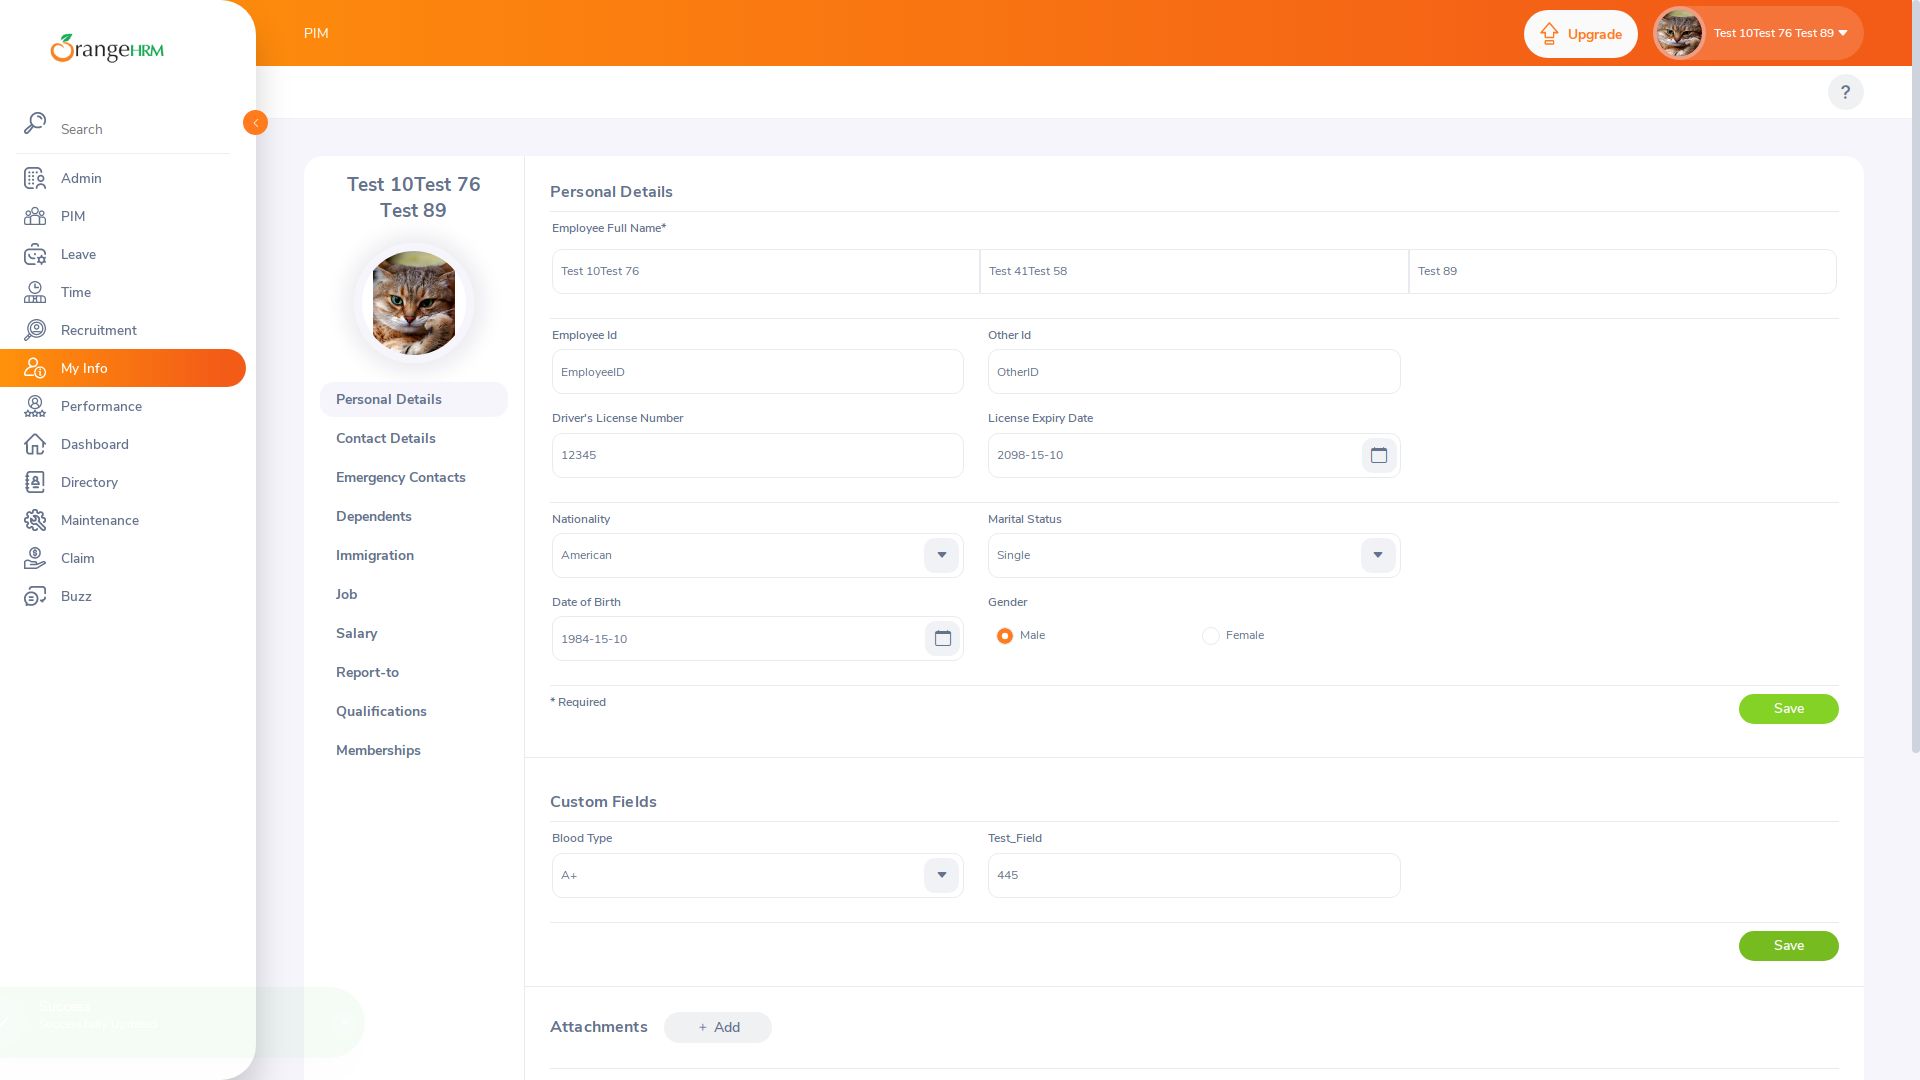 OrangeHRM
Search
Admin
PIM
Leave
Time
Recruitment
My Info
Performance
Dashboard
Directory
Maintenance
Claim
Buzz
PIM
Upgrade
Test 10Test 76 Test 89
?
Test 10Test 76
Test 89
Personal Details
Contact Details
Emergency Contacts
Dependents
Immigration
Job
Salary
Report-to
Qualifications
Memberships
Personal Details
Employee Full Name*
Test 10Test 76 Test 41Test 58 Test 89
Employee Id Other Id
EmployeeID OtherID
Driver's License Number License Expiry Date
12345 2098-15-10
Nationality Marital Status
American Single
Date of Birth Gender
1984-15-10 Male Female
* Required
Save
Custom Fields
Blood Type Test_Field
A+ 445
Save
Attachments + Add
Success
Successfully Updated